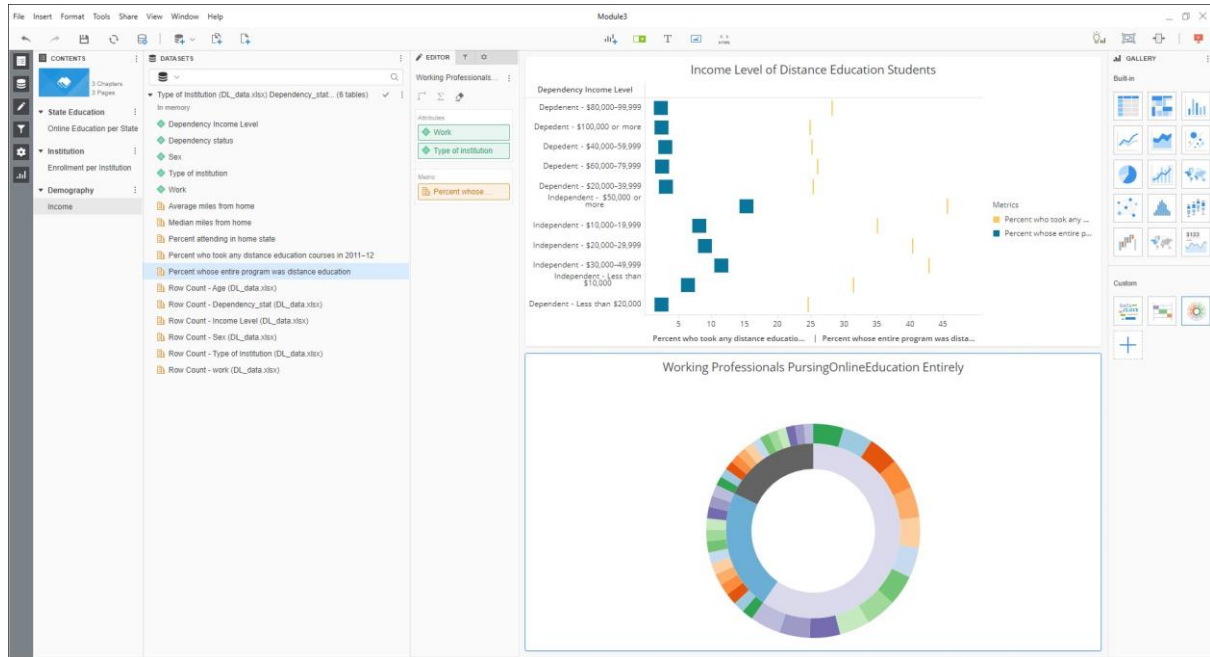 File Insert Format Tools Share View Window Help
Module3
CONTENTS
3 Chapters
3 Pages
State Education
Online Education per State
Institution
Enrollment per Institution
Demography
Income
DATASETS
Type of Institution (DL_data.xlsx) Dependency_stat... (6 tables)
In memory
Dependency Income Level
Dependency status
Sex
Type of institution
Work
Average miles from home
Median miles from home
Percent attending in home state
Percent who took any distance education courses in 2011–12
Percent whose entire program was distance education
Row Count - Age (DL_data.xlsx)
Row Count - Dependency_stat (DL_data.xlsx)
Row Count - Income Level (DL_data.xlsx)
Row Count - Sex (DL_data.xlsx)
Row Count - Type of Institution (DL_data.xlsx)
Row Count - work (DL_data.xlsx)
EDITOR
Working Professionals...
Attributes
Work
Type of institution
Metric
Percent whose ...
Income Level of Distance Education Students
Dependency Income Level
Depdenent - $80,000–99,999
Depedent - $100,000 or more
Depedent - $40,000–59,999
Depedent - $60,000–79,999
Dependent - $20,000–39,999
Independent - $50,000 or
more
Independent - $10,000–19,999
Independent - $20,000–29,999
Independent - $30,000–49,999
Independent - Less than
$10,000
Dependent - Less than $20,000
5 10 15 20 25 30 35 40 45
Percent who took any distance educatio... | Percent whose entire program was dista...
Metrics
Percent who took any ...
Percent whose entire p...
Working Professionals PursingOnlineEducation Entirely
GALLERY
Built-in
$123
Custom